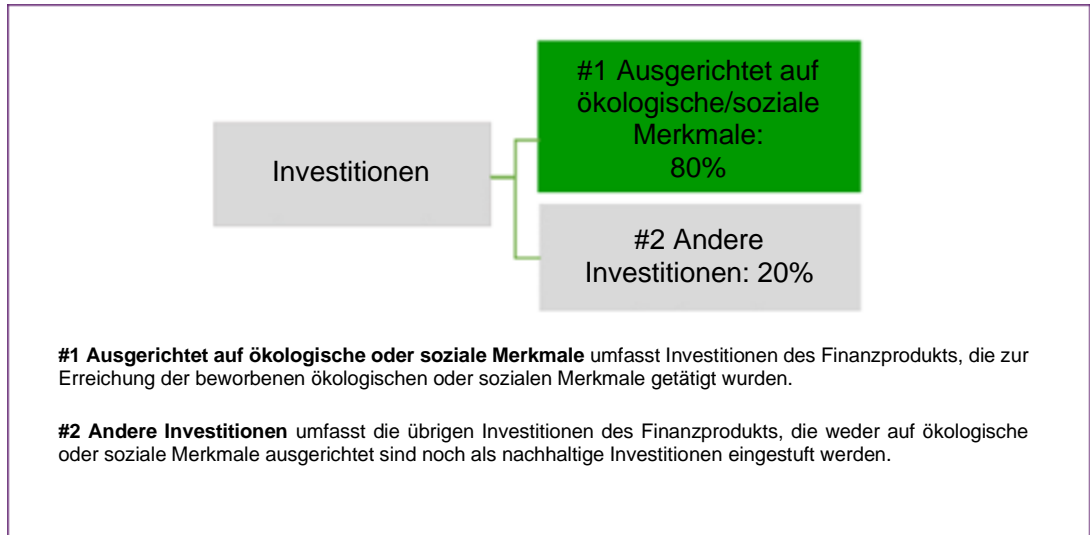 #1 Ausgerichtet auf
ökologische/soziale
Merkmale:
80%
Investitionen
#2 Andere
Investitionen: 20%
#1 Ausgerichtet auf ökologische oder soziale Merkmale umfasst Investitionen des Finanzprodukts, die zur
Erreichung der beworbenen ökologischen oder sozialen Merkmale getätigt wurden.
#2 Andere Investitionen umfasst die übrigen Investitionen des Finanzprodukts, die weder auf ökologische
oder soziale Merkmale ausgerichtet sind noch als nachhaltige Investitionen eingestuft werden.